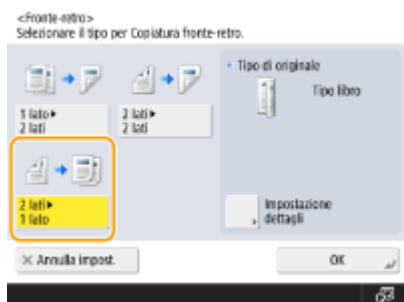 <Fronte-retro>
Selezionare il tipo per Copiatura fronte-retro.
1 lato▸
2 lati
2 lati▸
2 lati
2 lati▸
1 lato
• Tipo di originale
Tipo libro
Impostazione
dettagli
× Annulla impost.
OK